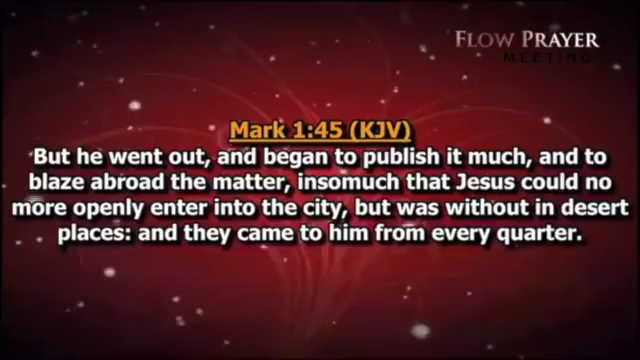 FLOW PRAYER
MEETING
Mark 1:45 (KJV)
But he went out, and began to publish it much, and to
blaze abroad the matter, insomuch that Jesus could no
more openly enter into the city, but was without in desert
places: and they came to him from every quarter.